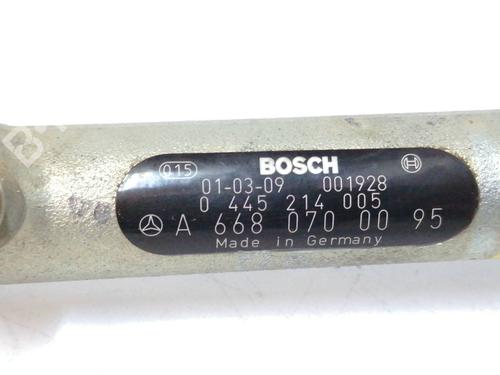 015 BOSCH
01-03-09 001928
0 445 214 005
A 668 070 00 95
Made in Germany